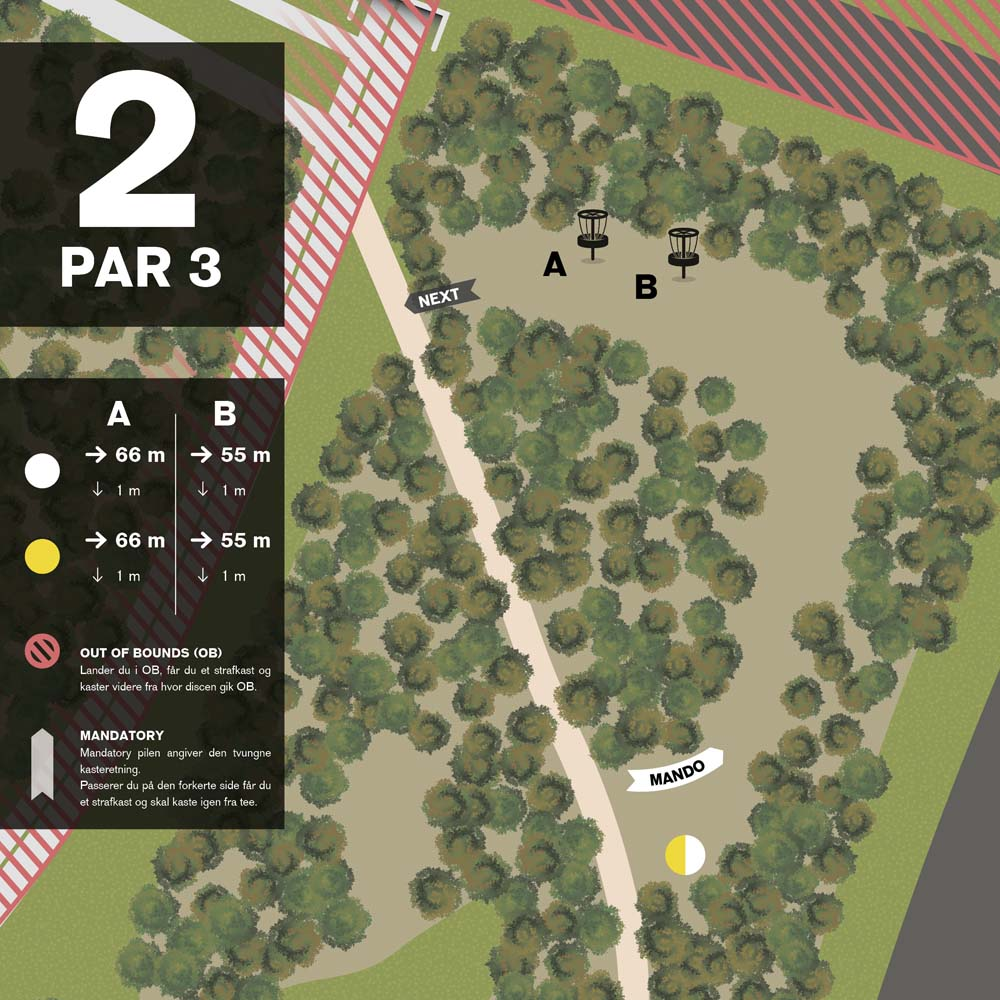 2
PAR 3
A B
→ 66 m → 55 m
↓ 1 m ↓ 1 m
→ 66 m → 55 m
↓ 1 m ↓ 1 m
OUT OF BOUNDS (OB)
Lander du i OB, får du et strafkast og
kaster videre fra hvor discen gik OB.
MANDATORY
Mandatory pilen angiver den tvungne
kasteretning.
Passerer du på den forkerte side får du
et strafkast og skal kaste igen fra tee.
A
B
NEXT
MANDO